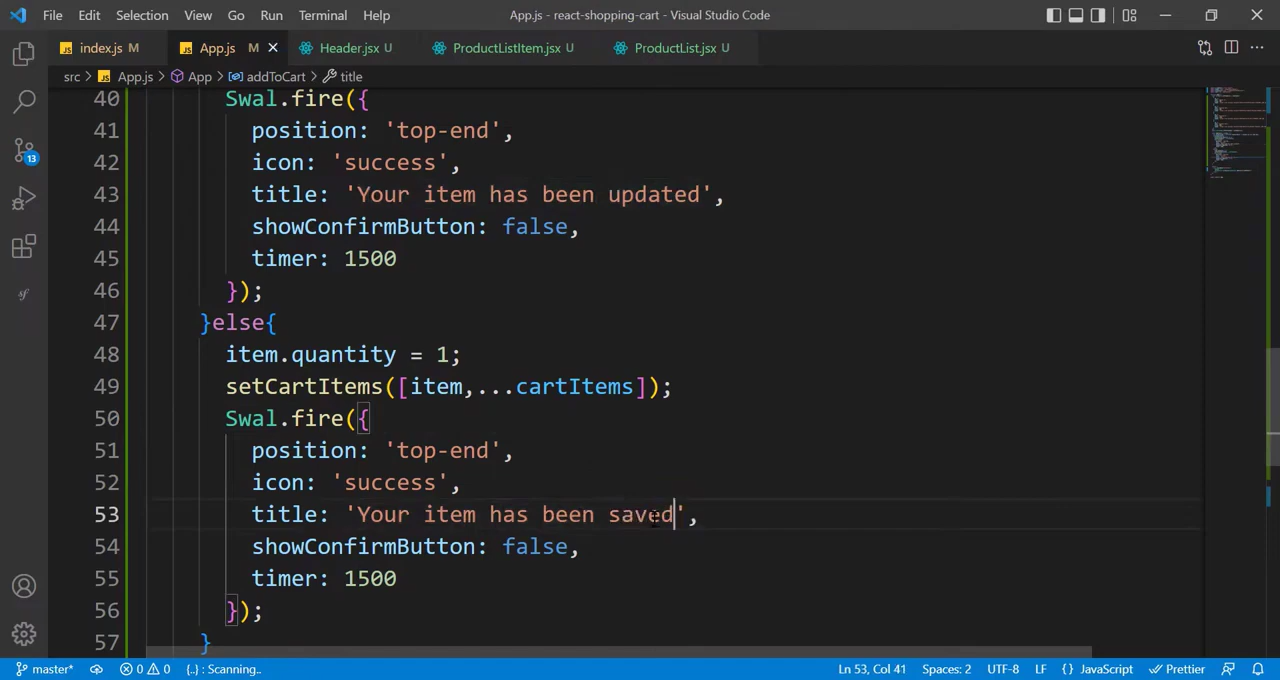 File Edit Selection View Go Run Terminal Help App.js - react-shopping-cart - Visual Studio Code
JS index.js M JS App.js M Header.jsx U ProductListItem.jsx U ProductList.jsx U
src > JS App.js > App > addToCart > title
40 Swal.fire({
41 position: 'top-end',
42 icon: 'success',
43 title: 'Your item has been updated',
44 showConfirmButton: false,
45 timer: 1500
46 });
47 }else{
48 item.quantity = 1;
49 setCartItems([item,...cartItems]);
50 Swal.fire({
51 position: 'top-end',
52 icon: 'success',
53 title: 'Your item has been saved',
54 showConfirmButton: false,
55 timer: 1500
56 });
57 }
13
master* 0 0 {..} : Scanning.. Ln 53, Col 41 Spaces: 2 UTF-8 LF {} JavaScript Prettier